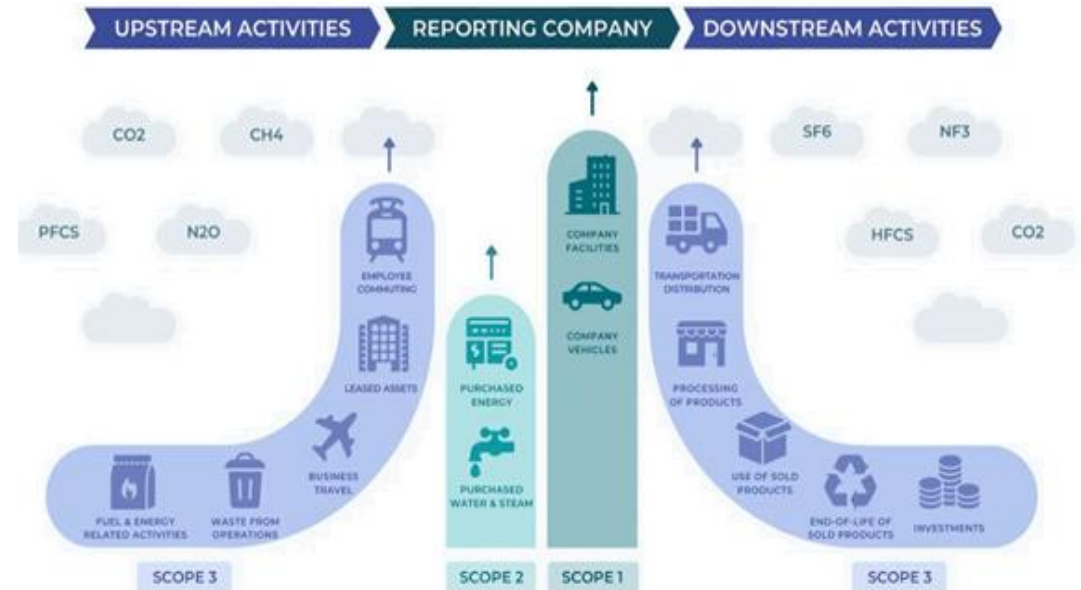 UPSTREAM ACTIVITIES
REPORTING COMPANY
DOWNSTREAM ACTIVITIES
CO2
CH4
SF6
NF3
PFCS
N2O
HFCS
CO2
EMPLOYEE
COMMUTING
LEASED ASSETS
BUSINESS
TRAVEL
FUEL & ENERGY
RELATED ACTIVITIES
WASTE FROM
OPERATIONS
PURCHASED
ENERGY
PURCHASED
WATER & STEAM
COMPANY
FACILITIES
COMPANY
VEHICLES
TRANSPORTATION
DISTRIBUTION
PROCESSING
OF PRODUCTS
USE OF SOLD
PRODUCTS
END-OF-LIFE OF
SOLD PRODUCTS
INVESTMENTS
SCOPE 3
SCOPE 2
SCOPE 1
SCOPE 3